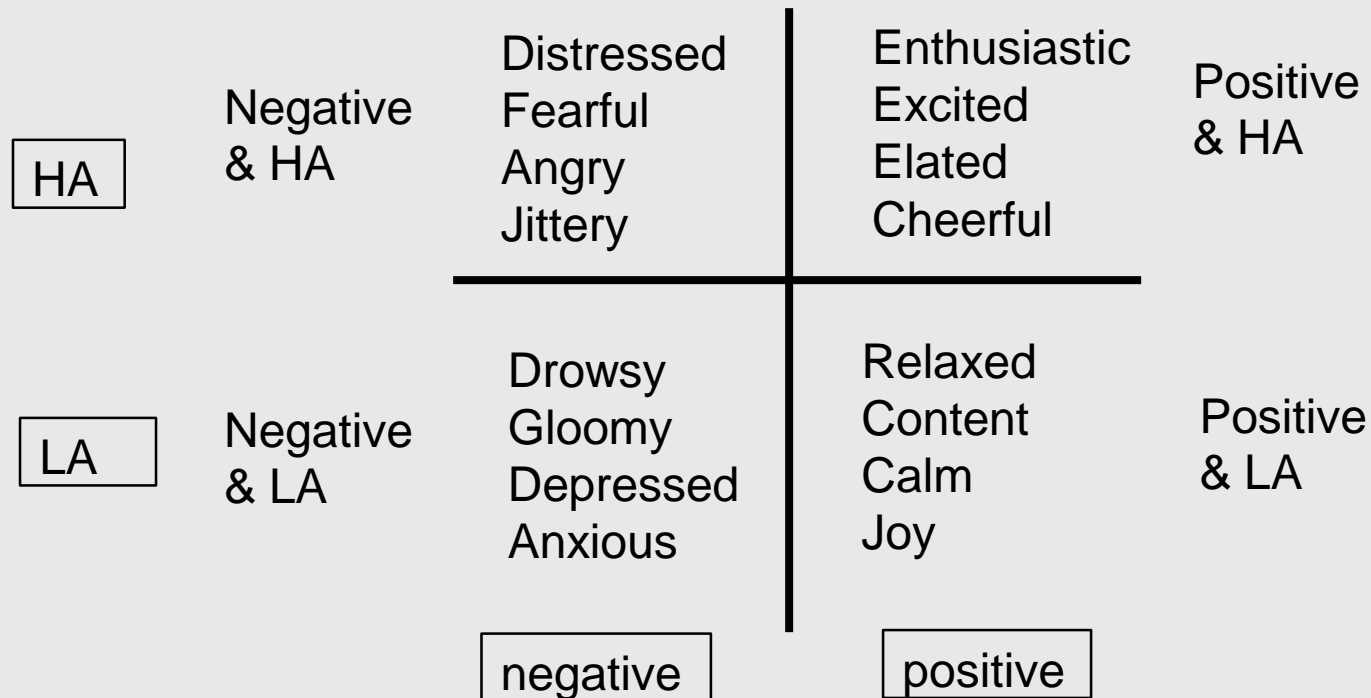 HA
Negative
& HA
Distressed
Fearful
Angry
Jittery
Enthusiastic
Excited
Elated
Cheerful
Positive
& HA
LA
Negative
& LA
Drowsy
Gloomy
Depressed
Anxious
Relaxed
Content
Calm
Joy
Positive
& LA
negative
positive